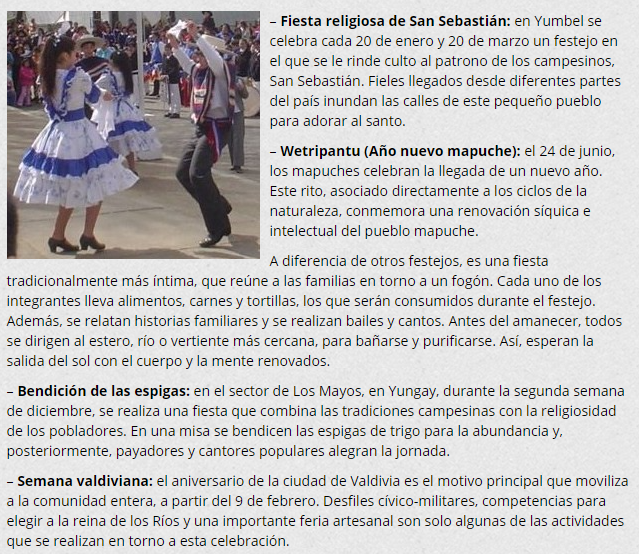 – Fiesta religiosa de San Sebastián: en Yumbel se
celebra cada 20 de enero y 20 de marzo un festejo en
el que se le rinde culto al patrono de los campesinos,
San Sebastián. Fieles llegados desde diferentes partes
del país inundan las calles de este pequeño pueblo
para adorar al santo.
– Wetripantu (Año nuevo mapuche): el 24 de junio,
los mapuches celebran la llegada de un nuevo año.
Este rito, asociado directamente a los ciclos de la
naturaleza, conmemora una renovación síquica e
intelectual del pueblo mapuche.
A diferencia de otros festejos, es una fiesta
tradicionalmente más íntima, que reúne a las familias en torno a un fogón. Cada uno de los
integrantes lleva alimentos, carnes y tortillas, los que serán consumidos durante el festejo.
Además, se relatan historias familiares y se realizan bailes y cantos. Antes del amanecer, todos
se dirigen al estero, río o vertiente más cercana, para bañarse y purificarse. Así, esperan la
salida del sol con el cuerpo y la mente renovados.
– Bendición de las espigas: en el sector de Los Mayos, en Yungay, durante la segunda semana
de diciembre, se realiza una fiesta que combina las tradiciones campesinas con la religiosidad
de los pobladores. En una misa se bendicen las espigas de trigo para la abundancia y,
posteriormente, payadores y cantores populares alegran la jornada.
– Semana valdiviana: el aniversario de la ciudad de Valdivia es el motivo principal que moviliza
a la comunidad entera, a partir del 9 de febrero. Desfiles cívico-militares, competencias para
elegir a la reina de los Ríos y una importante feria artesanal son solo algunas de las actividades
que se realizan en torno a esta celebración.